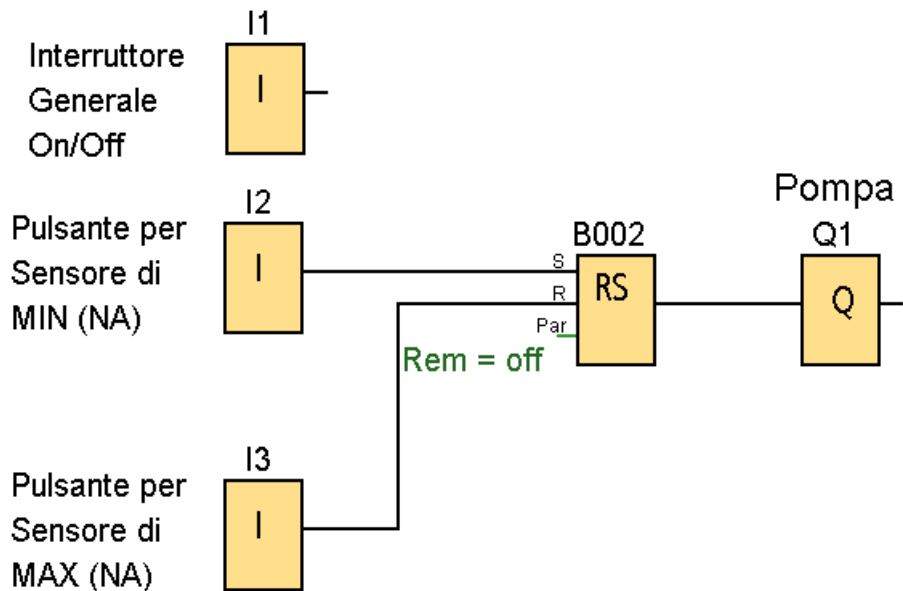 I1
Interruttore
Generale
On/Off
I
I2
Pulsante per
Sensore di
MIN (NA)
I
Pompa
B002
Q1
S
R
Par
RS
Q
Rem = off
I3
Pulsante per
Sensore di
MAX (NA)
I